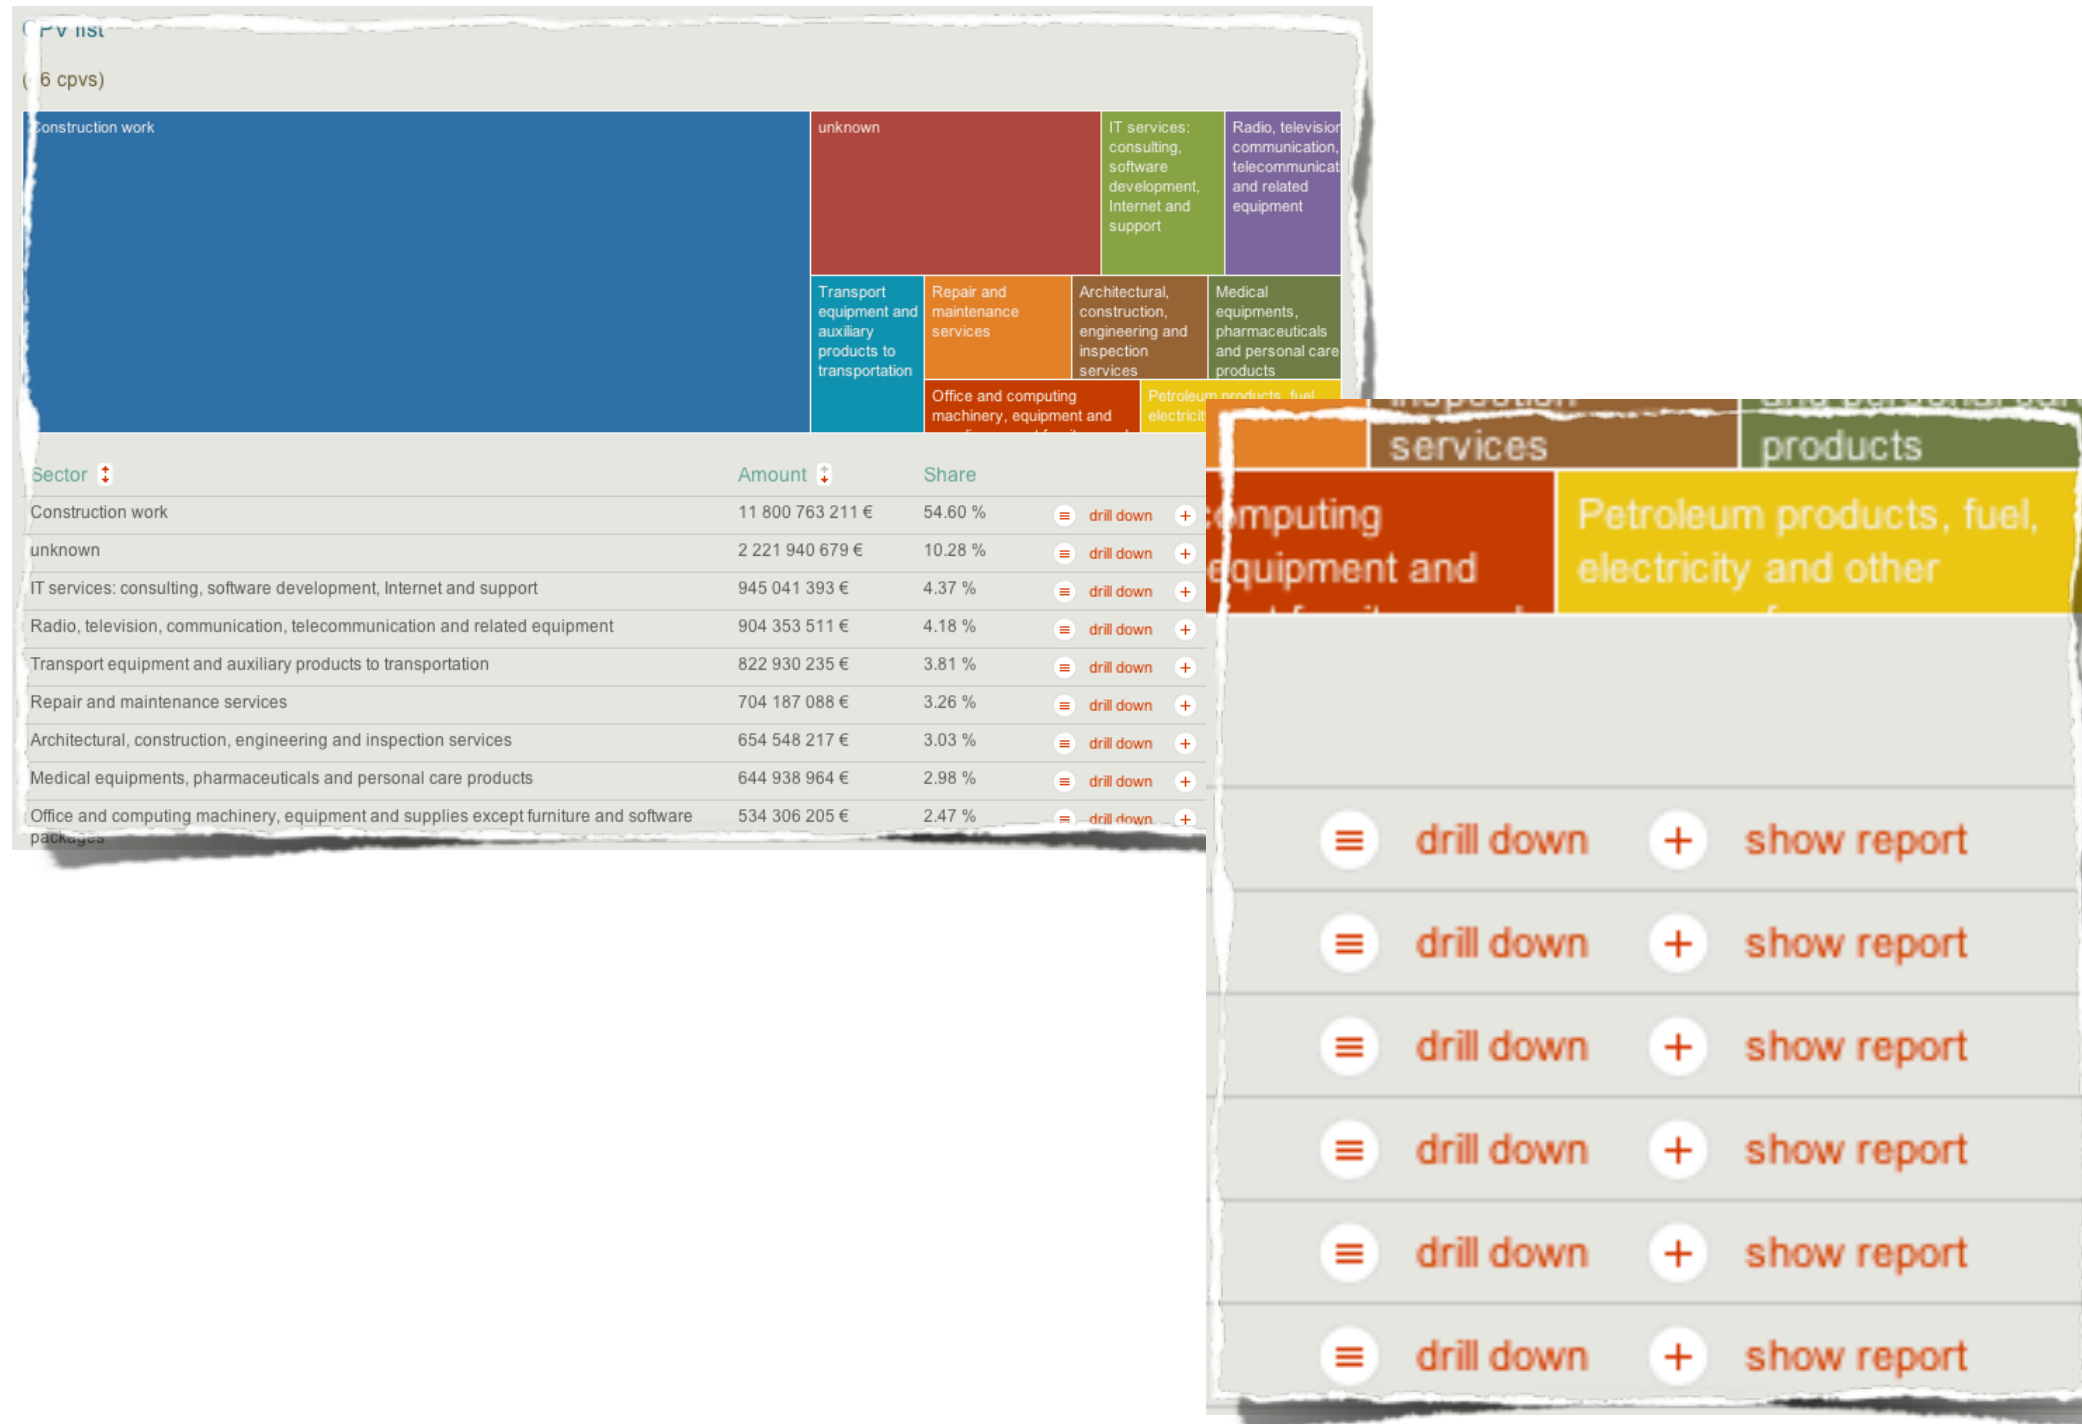 CPV list
6 cpvs)
Construction work
unknown
IT services:
consulting,
software
development,
Internet and
support
Radio, television
communication,
telecommunicat
and related
equipment
Transport
equipment and
auxiliary
products to
transportation
Repair and
maintenance
services
Architectural,
construction,
engineering and
inspection
services
Medical
equipments,
pharmaceuticals
and personal care
products
Office and computing
machinery, equipment and
Petroleum products, fuel
electricity
Sector Amount Share
Construction work 11 800 763 211 € 54.60 % drill down
unknown 2 221 940 679 € 10.28 % drill down
IT services: consulting, software development, Internet and support 945 041 393 € 4.37 % drill down
Radio, television, communication, telecommunication and related equipment 904 353 511 € 4.18 % drill down
Transport equipment and auxiliary products to transportation 822 930 235 € 3.81 % drill down
Repair and maintenance services 704 187 088 € 3.26 % drill down
Architectural, construction, engineering and inspection services 654 548 217 € 3.03 % drill down
Medical equipments, pharmaceuticals and personal care products 644 938 964 € 2.98 % drill down
Office and computing machinery, equipment and supplies except furniture and software 534 306 205 € 2.47 % drill down
packages
services
products
omputing
equipment and
Petroleum products, fuel,
electricity and other
drill down show report
drill down show report
drill down show report
drill down show report
drill down show report
drill down show report